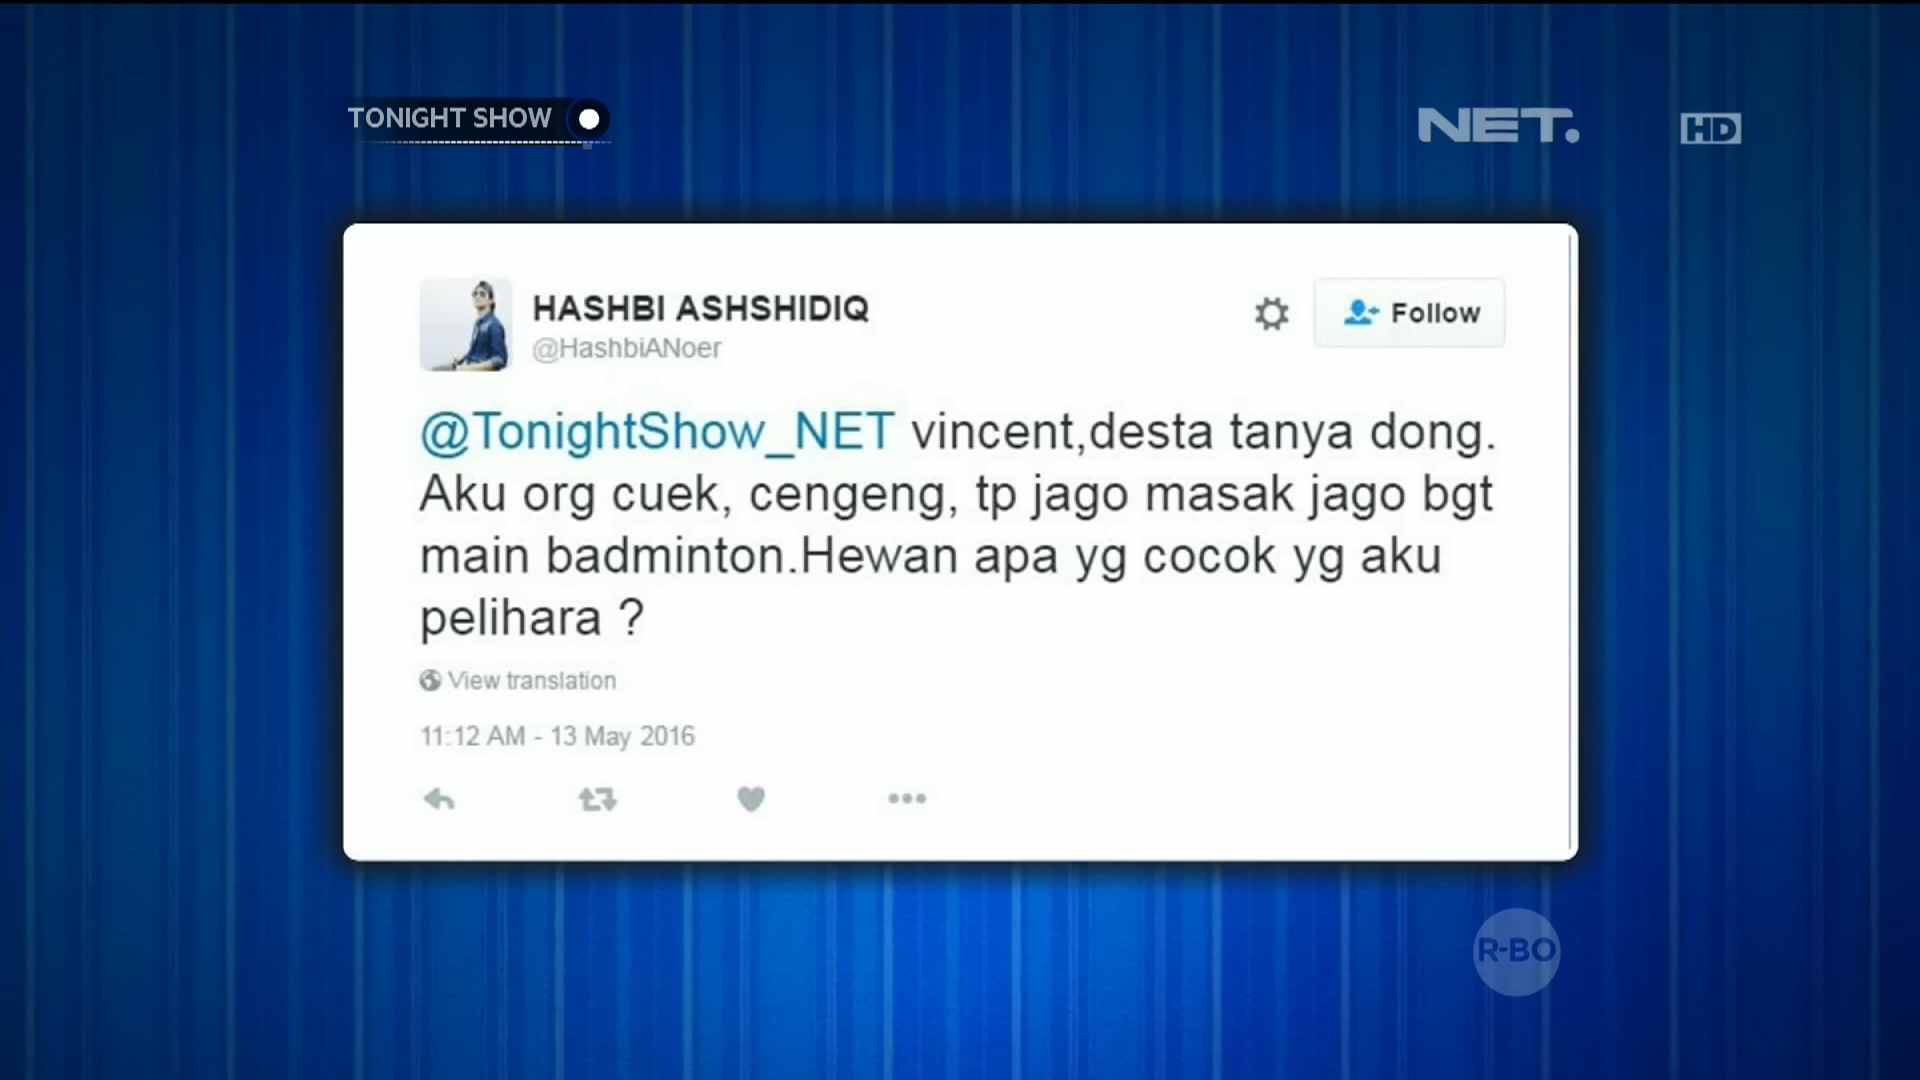 TONIGHT SHOW
NET.
HD
HASHBI ASHSHIDIQ
@HashbiANoer
Follow
@TonightShow_NET vincent,desta tanya dong.
Aku org cuek, cengeng, tp jago masak jago bgt
main badminton.Hewan apa yg cocok yg aku
pelihara ?
View translation
11:12 AM - 13 May 2016
R-BO